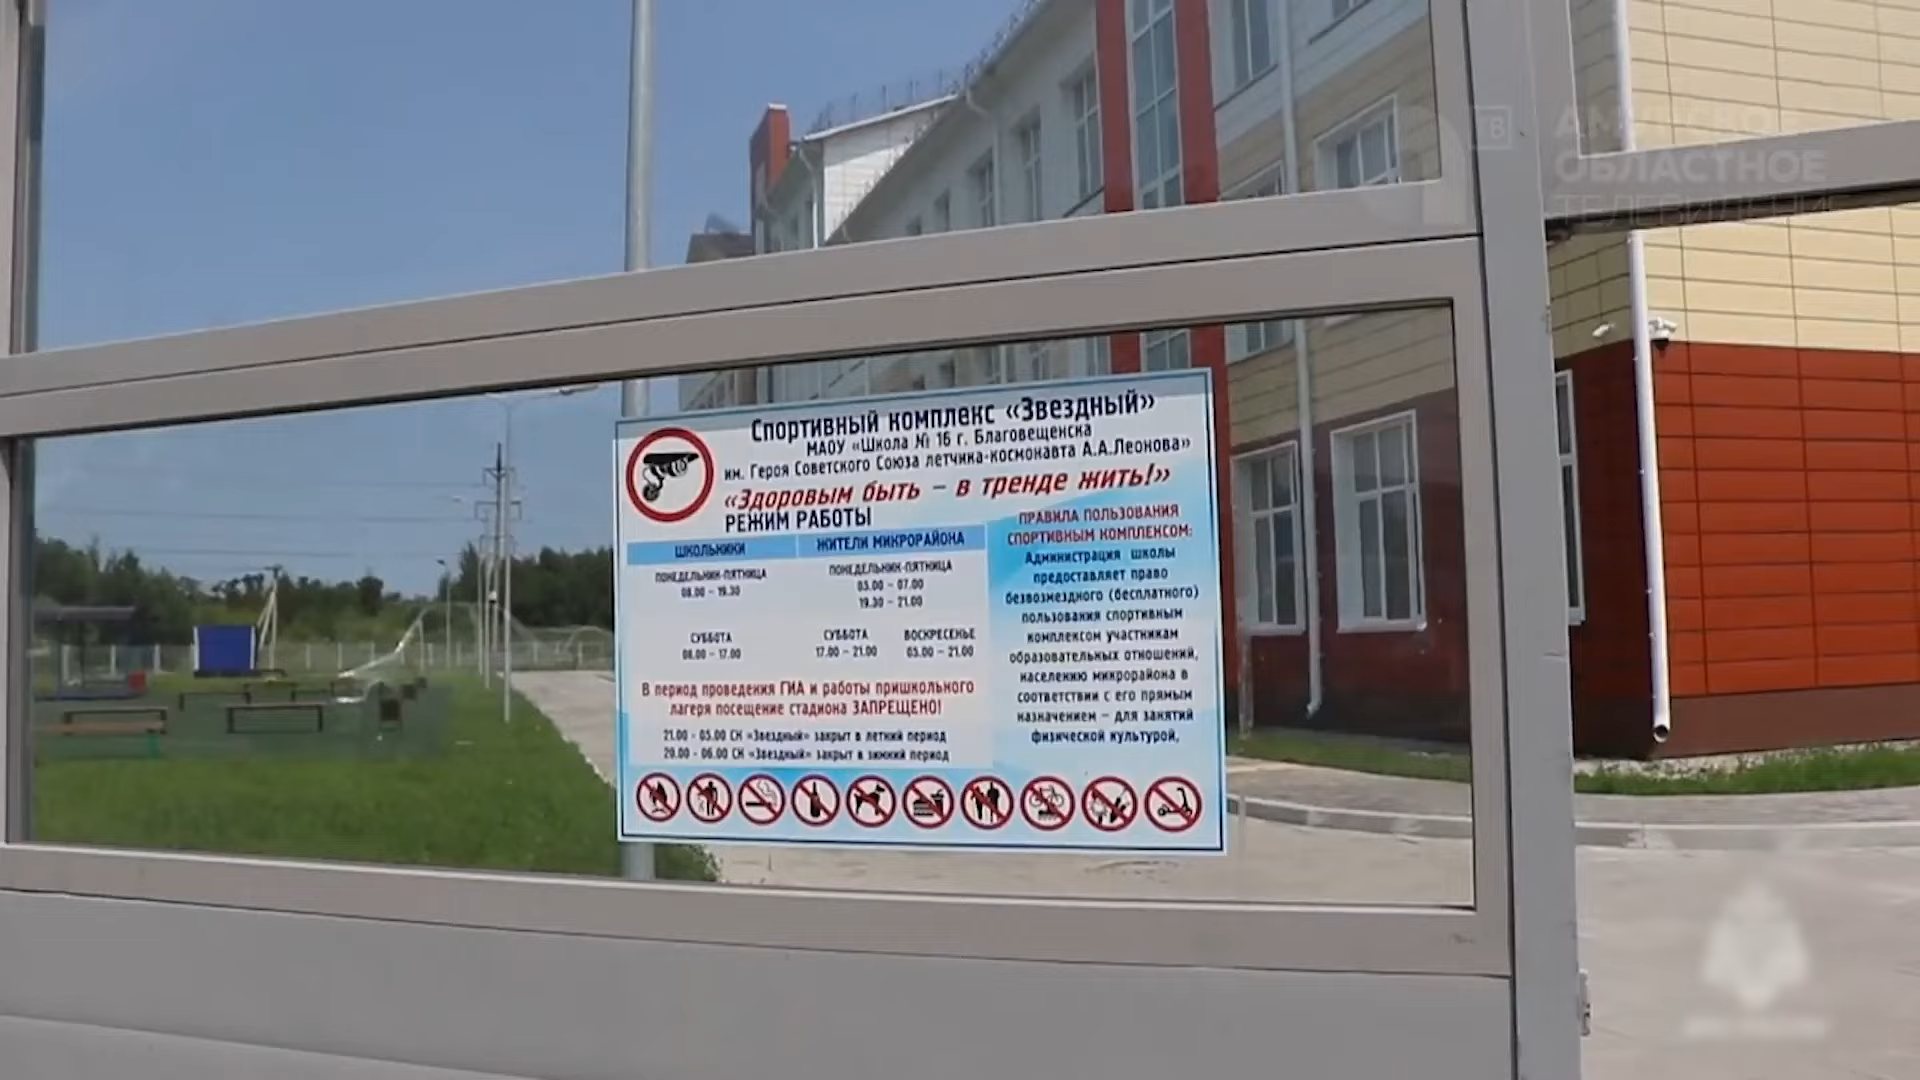 ТВ АМУРСКОЕ
ОБЛАСТНОЕ
ТЕЛЕВИДЕНИЕ
Спортивный комплекс «Звездный»
МАОУ «Школа № 16 г. Благовещенска
им. Героя Советского Союза летчика-космонавта А.А.Леонова»
«Здоровым быть – в тренде жить!»
РЕЖИМ РАБОТЫ
ШКОЛЬНИКИ
ПОНЕДЕЛЬНИК-ПЯТНИЦА
08.00 – 19.30
СУББОТА
08.00 – 17.00
ЖИТЕЛИ МИКРОРАЙОНА
ПОНЕДЕЛЬНИК-ПЯТНИЦА
05.00 – 07.00
19.30 – 21.00
СУББОТА
17.00 – 21.00
ВОСКРЕСЕНЬЕ
05.00 – 21.00
В период проведения ГИА и работы пришкольного
лагеря посещение стадиона ЗАПРЕЩЕНО!
21.00 - 05.00 СК «Звездный» закрыт в летний период
20.00 - 06.00 СК «Звездный» закрыт в зимний период
ПРАВИЛА ПОЛЬЗОВАНИЯ
СПОРТИВНЫМ КОМПЛЕКСОМ:
Администрация школы
предоставляет право
безвозмездного (бесплатного)
пользования спортивным
комплексом участникам
образовательных отношений,
населению микрорайона в
соответствии с его прямым
назначением – для занятий
физической культурой.